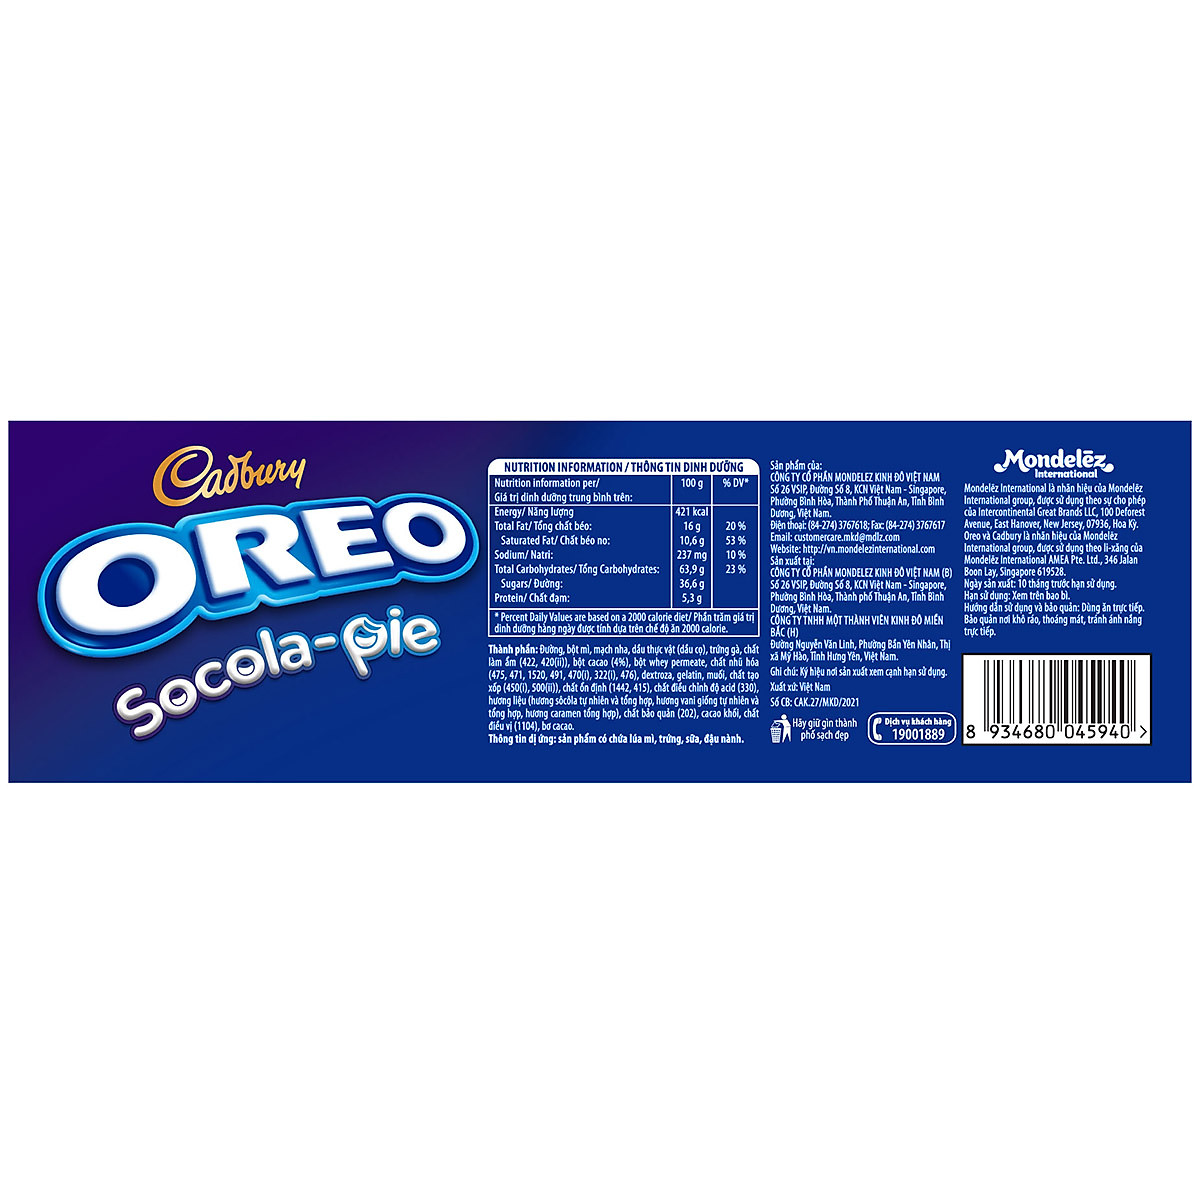 Cadbury
OREO
Socola-pie
NUTRITION INFORMATION / THÔNG TIN DINH DƯỠNG
Nutrition information per/ 100 g % DV*
Giá trị dinh dưỡng trung bình trên:
Energy/ Năng lượng 421 kcal
Total Fat/ Tổng chất béo: 16 g 20 %
Saturated Fat/ Chất béo no: 10,6 g 53 %
Sodium/ Natri: 237 mg 10 %
Total Carbohydrates/ Tổng Carbohydrates: 63,9 g 23 %
Sugars/ Đường: 36,6 g
Protein/ Chất đạm: 5,3 g
* Percent Daily Values are based on a 2000 calorie diet/ Phần trăm giá trị
dinh dưỡng hàng ngày được tính dựa trên chế độ ăn 2000 calorie.
Thành phần: Đường, bột mì, mạch nha, dầu thực vật (dầu cọ), trứng gà, chất
làm ẩm (422, 420(ii)), bột cacao (4%), bột whey permeate, chất nhũ hóa
(475, 471, 1520, 491, 470(i), 322(i), 476), dextroza, gelatin, muối, chất tạo
xốp (450(i), 500(ii)), chất ổn định (1442, 415), chất điều chỉnh độ acid (330),
hương liệu (hương sôcôla tự nhiên và tổng hợp, hương vani giống tự nhiên và
tổng hợp, hương caramen tổng hợp), chất bảo quản (202), cacao khối, chất
điều vị (1104), bơ cacao.
Thông tin dị ứng: sản phẩm có chứa lúa mì, trứng, sữa, đậu nành.
Sản phẩm của:
CÔNG TY CỔ PHẦN MONDELEZ KINH ĐÔ VIỆT NAM
Số 26 VSIP, Đường Số 8, KCN Việt Nam - Singapore,
Phường Bình Hòa, Thành Phố Thuận An, Tỉnh Bình
Dương, Việt Nam.
Điện thoại: (84-274) 3767618; Fax: (84-274) 3767617
Email: customercare.mkd@mdlz.com
Website: http://vn.mondelezinternational.com
Sản xuất tại:
CÔNG TY CỔ PHẦN MONDELEZ KINH ĐÔ VIỆT NAM (B)
Số 26 VSIP, Đường Số 8, KCN Việt Nam - Singapore,
Phường Bình Hòa, Thành phố Thuận An, Tỉnh Bình
Dương, Việt Nam.
CÔNG TY TNHH MỘT THÀNH VIÊN KINH ĐÔ MIỀN
BẮC (H)
Đường Nguyễn Văn Linh, Phường Bần Yên Nhân, Thị
xã Mỹ Hào, Tỉnh Hưng Yên, Việt Nam.
Ghi chú: Ký hiệu nơi sản xuất xem cạnh hạn sử dụng.
Xuất xứ: Việt Nam
Số CB: CAK.27/MKD/2021
Hãy giữ gìn thành
phố sạch đẹp
Dịch vụ khách hàng
19001889
Mondelēz
International
Mondelēz International là nhãn hiệu của Mondelēz
International group, được sử dụng theo sự cho phép
của Intercontinental Great Brands LLC, 100 Deforest
Avenue, East Hanover, New Jersey, 07936, Hoa Kỳ.
Oreo và Cadbury là nhãn hiệu của Mondelēz
International group, được sử dụng theo li-xăng của
Mondelēz International AMEA Pte. Ltd., 346 Jalan
Boon Lay, Singapore 619528.
Ngày sản xuất: 10 tháng trước hạn sử dụng.
Hạn sử dụng: Xem trên bao bì.
Hướng dẫn sử dụng và bảo quản: Dùng ăn trực tiếp.
Bảo quản nơi khô ráo, thoáng mát, tránh ánh nắng
trực tiếp.
8 934680 045940 >